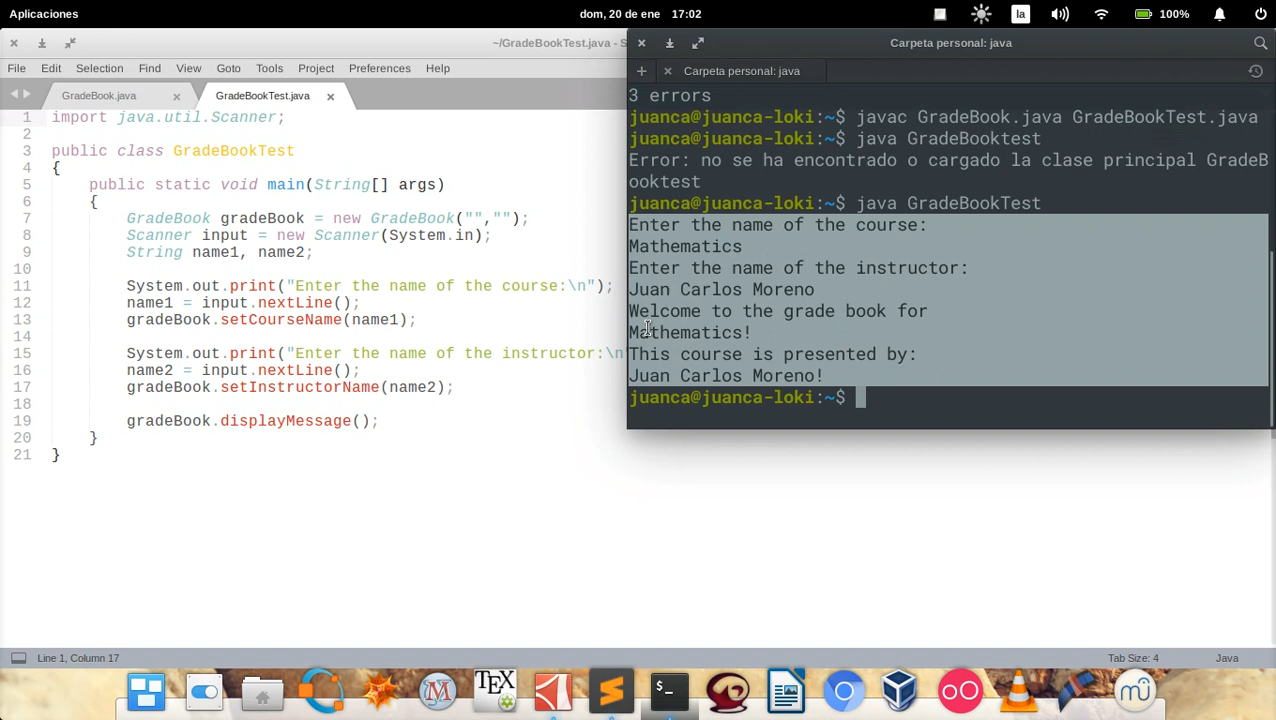 Aplicaciones
dom, 20 de ene 17:02
la
100%
~/GradeBookTest.java - S
File Edit Selection Find View Goto Tools Project Preferences Help
GradeBook.java
GradeBookTest.java
1 import java.util.Scanner;
2
3 public class GradeBookTest
4 {
5 public static void main(String[] args)
6 {
7 GradeBook gradeBook = new GradeBook("","");
8 Scanner input = new Scanner(System.in);
9 String name1, name2;
10
11 System.out.print("Enter the name of the course:\n");
12 name1 = input.nextLine();
13 gradeBook.setCourseName(name1);
14
15 System.out.print("Enter the name of the instructor:\n"
16 name2 = input.nextLine();
17 gradeBook.setInstructorName(name2);
18
19 gradeBook.displayMessage();
20 }
21 }
Carpeta personal: java
Carpeta personal: java
3 errors
juanca@juanca-loki:~$ javac GradeBook.java GradeBookTest.java
juanca@juanca-loki:~$ java GradeBooktest
Error: no se ha encontrado o cargado la clase principal GradeB
ooktest
juanca@juanca-loki:~$ java GradeBookTest
Enter the name of the course:
Mathematics
Enter the name of the instructor:
Juan Carlos Moreno
Welcome to the grade book for
Mathematics!
This course is presented by:
Juan Carlos Moreno!
juanca@juanca-loki:~$
Line 1, Column 17
Tab Size: 4
Java
TEX
>_